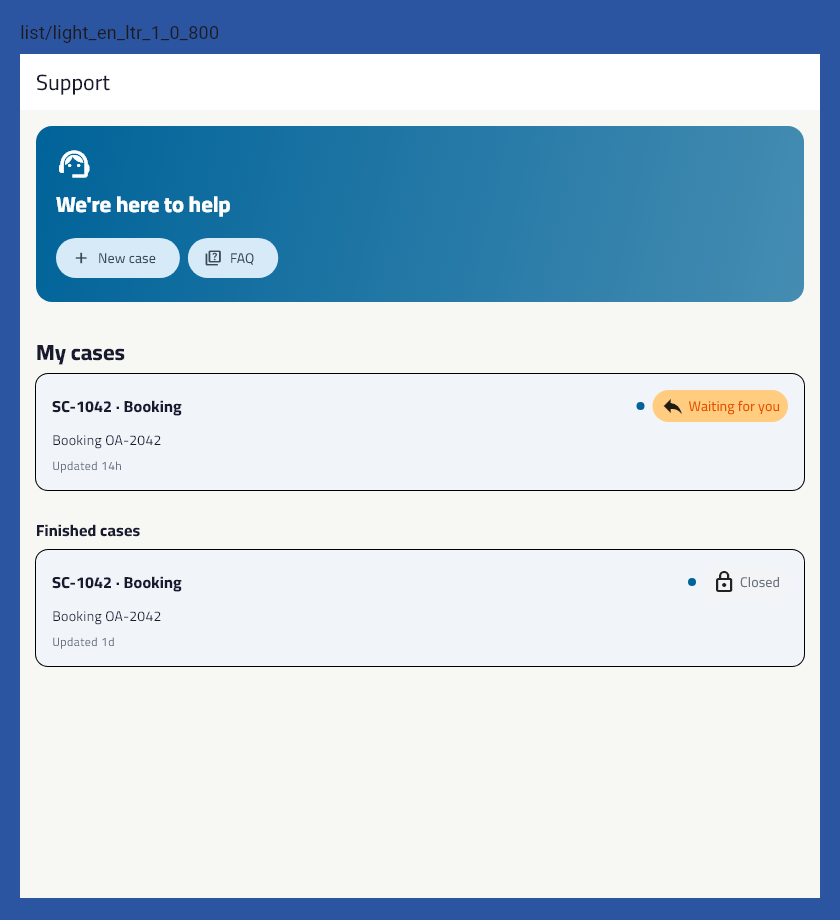 list/light_en_ltr_1_0_800
Support
We're here to help
New case
FAQ
My cases
SC-1042 · Booking
Waiting for you
Booking OA-2042
Updated 14h
Finished cases
SC-1042 · Booking
Closed
Booking OA-2042
Updated 1d